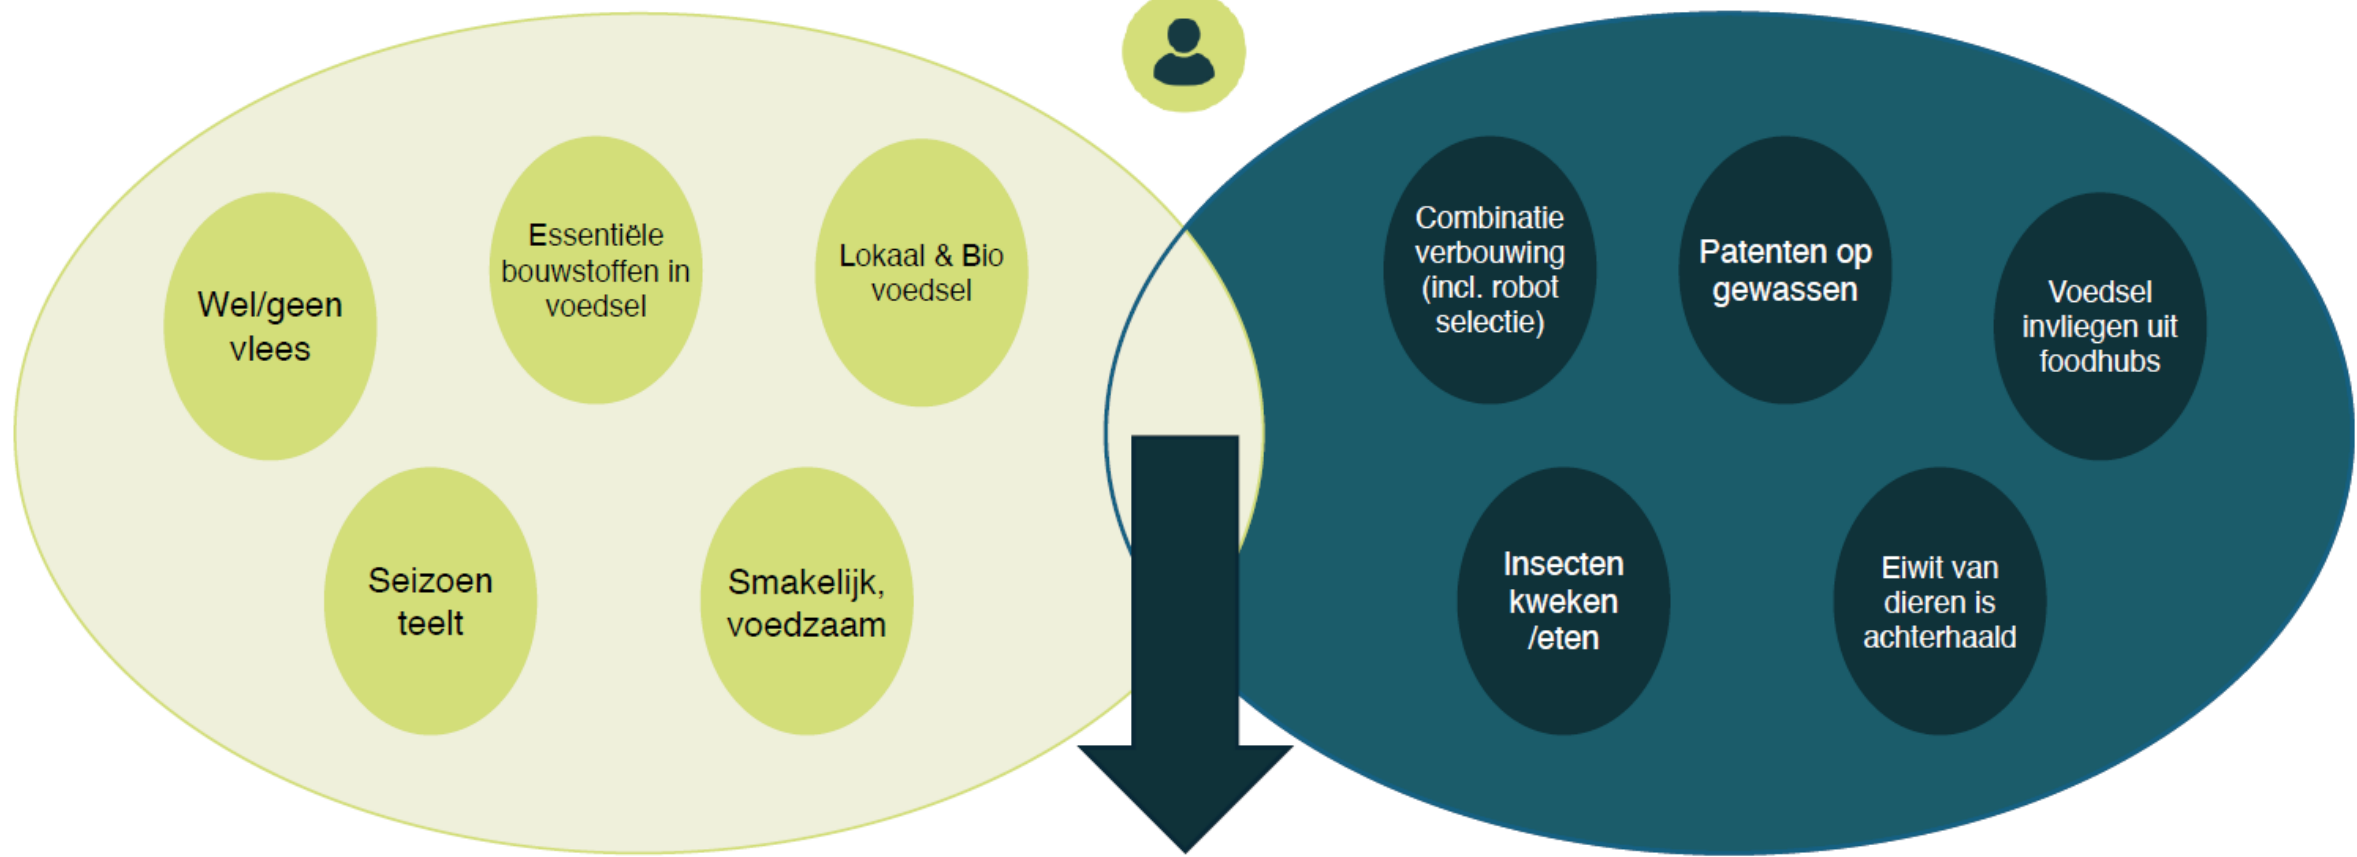 Wel/geen
vlees
Essentiële
bouwstoffen in
voedsel
Lokaal & Bio
voedsel
Seizoen
teelt
Smakelijk,
voedzaam
Combinatie
verbouwing
(incl. robot
selectie)
Patenten op
gewassen
Voedsel
invliegen uit
foodhubs
Insecten
kweken
/eten
Eiwit van
dieren is
achterhaald